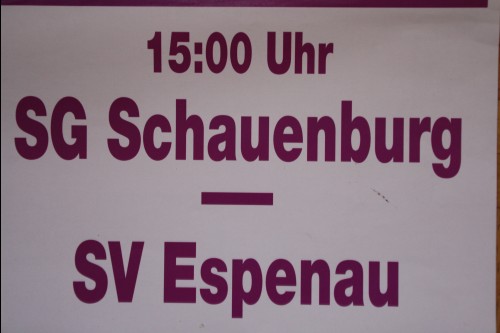 15:00 Uhr
SG Schauenburg
—
SV Espenau